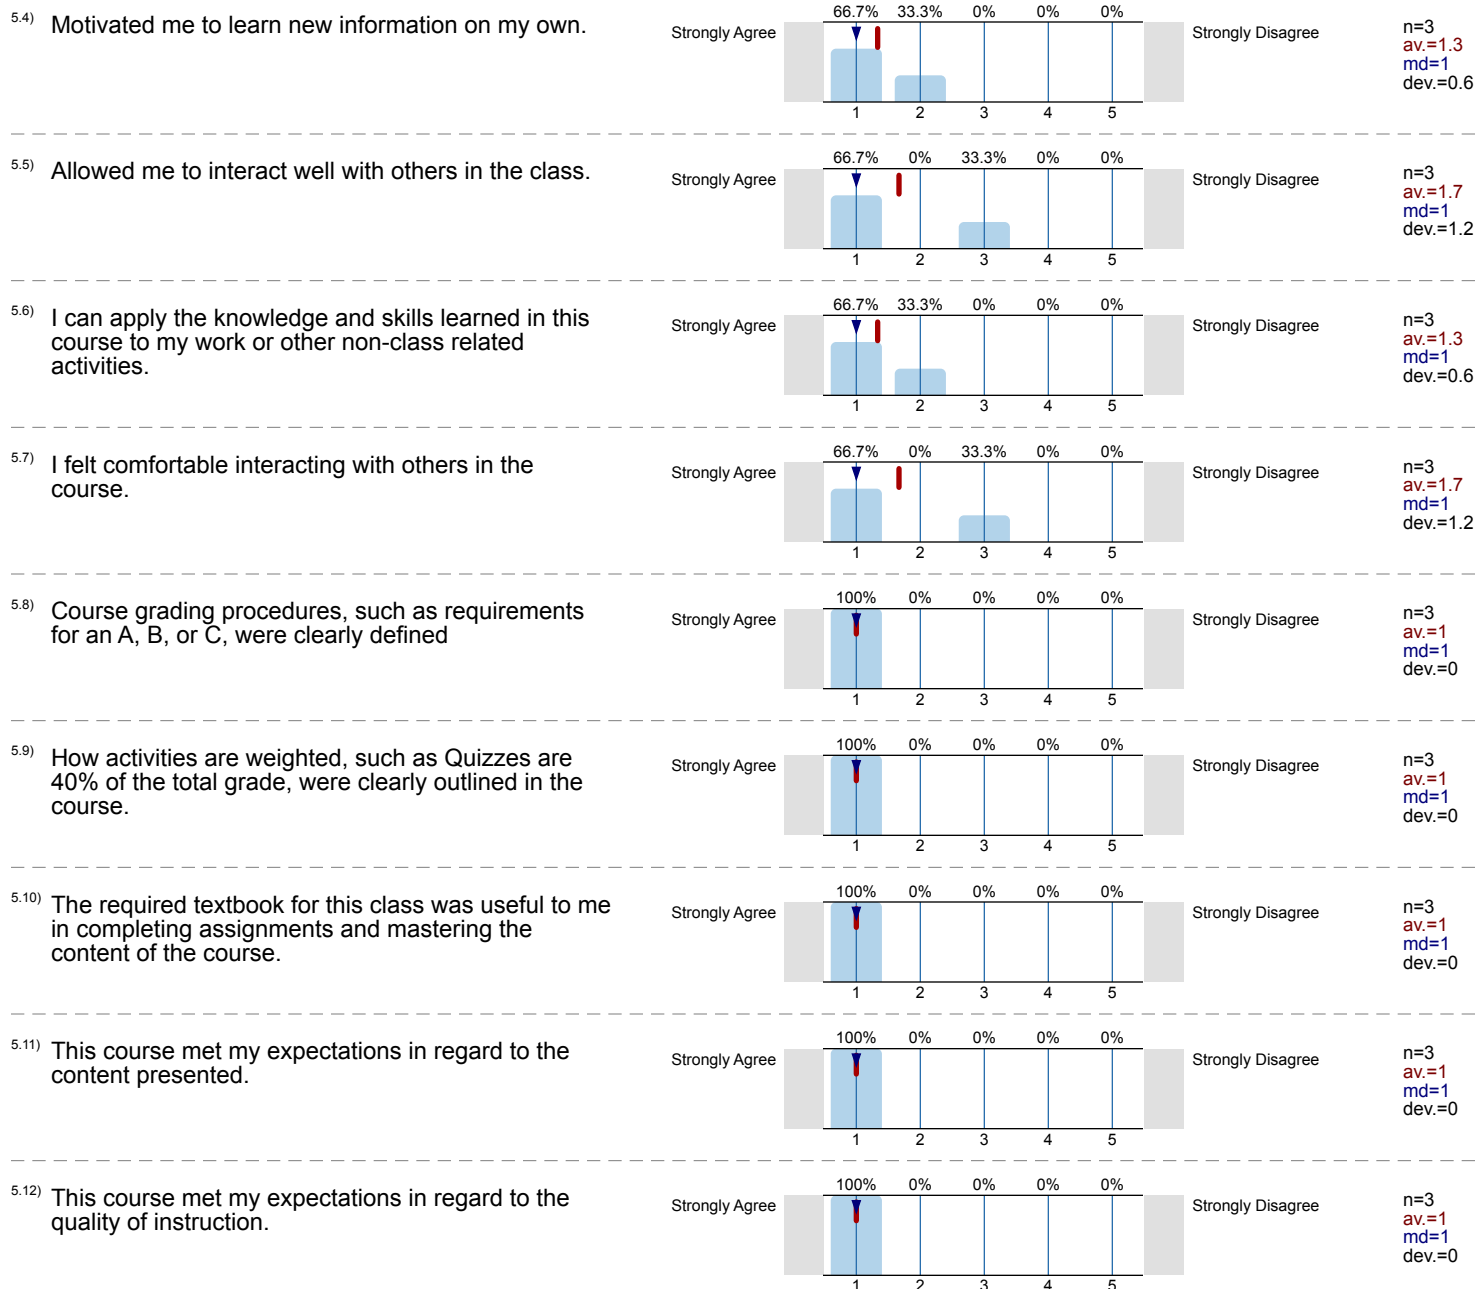 5.4) Motivated me to learn new information on my own.
66.7% 33.3% 0% 0% 0%
Strongly Agree Strongly Disagree
n=3
av.=1.3
md=1
dev.=0.6
1 2 3 4 5
5.5) Allowed me to interact well with others in the class.
66.7% 0% 33.3% 0% 0%
Strongly Agree Strongly Disagree
n=3
av.=1.7
md=1
dev.=1.2
1 2 3 4 5
5.6) I can apply the knowledge and skills learned in this
course to my work or other non-class related
activities.
66.7% 33.3% 0% 0% 0%
Strongly Agree Strongly Disagree
n=3
av.=1.3
md=1
dev.=0.6
1 2 3 4 5
5.7) I felt comfortable interacting with others in the
course.
66.7% 0% 33.3% 0% 0%
Strongly Agree Strongly Disagree
n=3
av.=1.7
md=1
dev.=1.2
1 2 3 4 5
5.8) Course grading procedures, such as requirements
for an A, B, or C, were clearly defined
100% 0% 0% 0% 0%
Strongly Agree Strongly Disagree
n=3
av.=1
md=1
dev.=0
1 2 3 4 5
5.9) How activities are weighted, such as Quizzes are
40% of the total grade, were clearly outlined in the
course.
100% 0% 0% 0% 0%
Strongly Agree Strongly Disagree
n=3
av.=1
md=1
dev.=0
1 2 3 4 5
5.10) The required textbook for this class was useful to me
in completing assignments and mastering the
content of the course.
100% 0% 0% 0% 0%
Strongly Agree Strongly Disagree
n=3
av.=1
md=1
dev.=0
1 2 3 4 5
5.11) This course met my expectations in regard to the
content presented.
100% 0% 0% 0% 0%
Strongly Agree Strongly Disagree
n=3
av.=1
md=1
dev.=0
1 2 3 4 5
5.12) This course met my expectations in regard to the
quality of instruction.
100% 0% 0% 0% 0%
Strongly Agree Strongly Disagree
n=3
av.=1
md=1
dev.=0
1 2 3 4 5